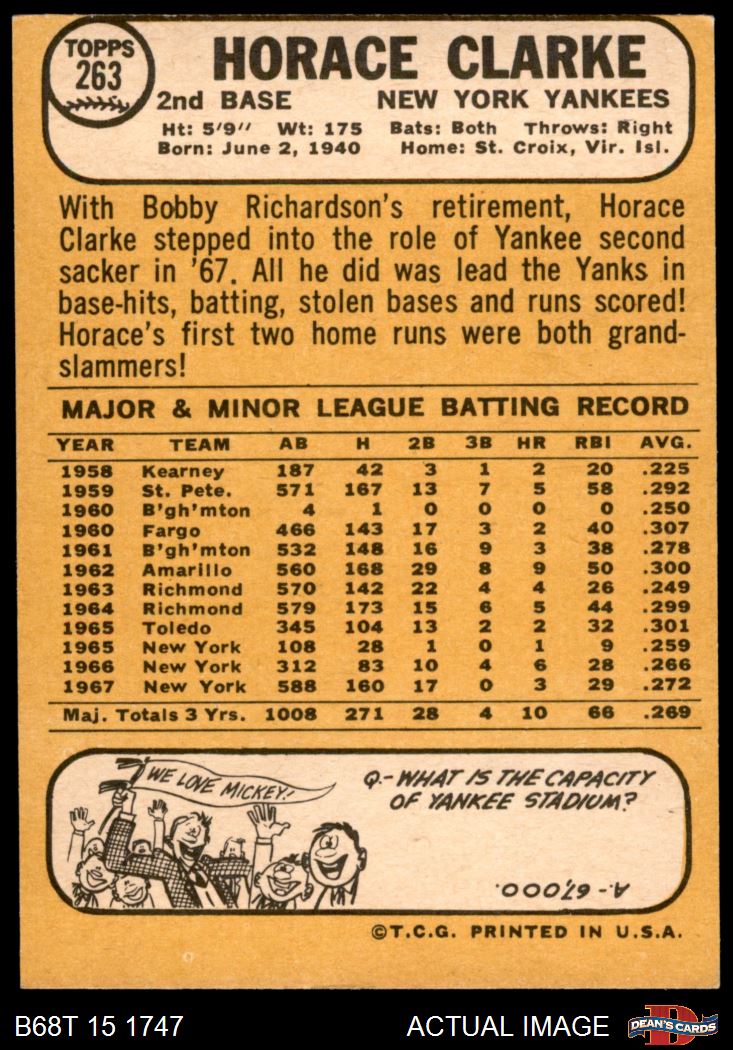 TOPPS
263
HORACE CLARKE
2nd BASE NEW YORK YANKEES
Ht: 5'9" Wt: 175 Bats: Both Throws: Right
Born: June 2, 1940 Home: St. Croix, Vir. Isl.
With Bobby Richardson's retirement, Horace
Clarke stepped into the role of Yankee second
sacker in '67. All he did was lead the Yanks in
base-hits, batting, stolen bases and runs scored!
Horace's first two home runs were both grand-
slammers!
MAJOR & MINOR LEAGUE BATTING RECORD
YEAR TEAM AB H 2B 3B HR RBI AVG.
1958 Kearney 187 42 3 1 2 20 .225
1959 St. Pete. 571 167 13 7 5 58 .292
1960 B'gh'mton 4 1 0 0 0 0 .250
1960 Fargo 466 143 17 3 2 40 .307
1961 B'gh'mton 532 148 16 9 3 38 .278
1962 Amarillo 560 168 29 8 9 50 .300
1963 Richmond 570 142 22 4 4 26 .249
1964 Richmond 579 173 15 6 5 44 .299
1965 Toledo 345 104 13 2 2 32 .301
1965 New York 108 28 1 0 1 9 .259
1966 New York 312 83 10 4 6 28 .266
1967 New York 588 160 17 0 3 29 .272
Maj. Totals 3 Yrs. 1008 271 28 4 10 66 .269
WE LOVE MICKEY!
Q.-WHAT IS THE CAPACITY
OF YANKEE STADIUM?
A.-67,000.
©T.C.G. PRINTED IN U.S.A.
B68T 15 1747 ACTUAL IMAGE D DEAN'S CARDS